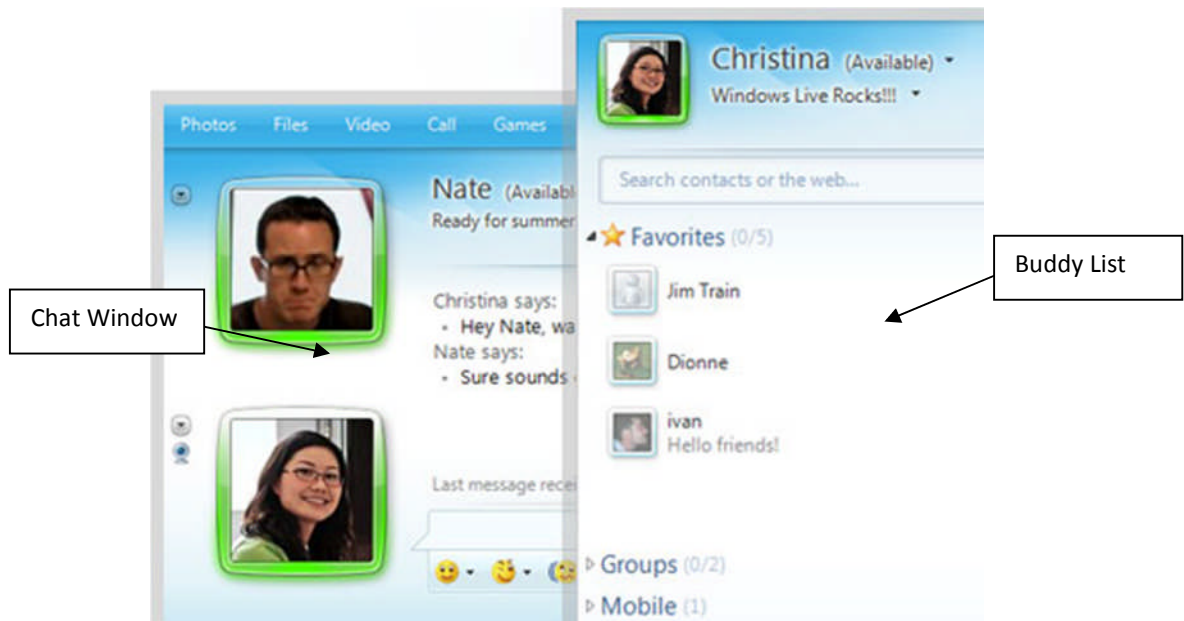 Photos Files Video Call Games
Nate (Availabl
Ready for summer
Christina says:
- Hey Nate, wa
Nate says:
- Sure sounds
Last message recei
Christina (Available)
Windows Live Rocks!!!
Search contacts or the web...
Favorites (0/5)
Jim Train
Dionne
ivan
Hello friends!
Groups (0/2)
Mobile (1)
Chat Window
Buddy List